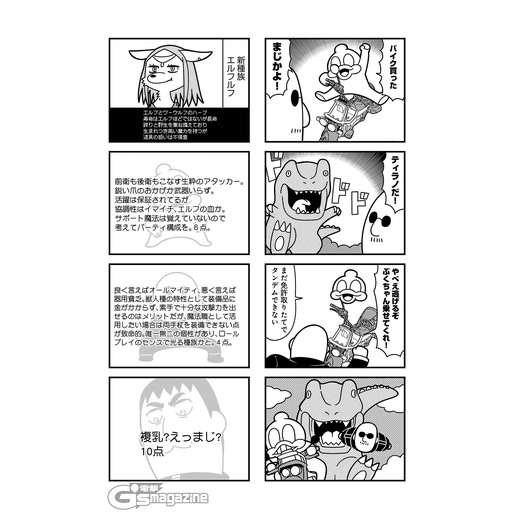 バイク買った
まじかよ!
ティラノだ!
ドドド
やべえ逃げるぞ
ぷくちゃん乗せてくれ!
まだ免許取りたてで
タンデムできない
新種族
エルフルフ
エルフとワーウルフのハーフ
寿命はエルフほどではないが長命
誇りと野生を兼ね備えており
生まれつき高い魔力を持つが
道具の扱いは不得意
前衛も後衛もこなす生粋のアタッカー。
鋭い爪のおかげか武器いらず。
活躍は保証されてるが
協調性はイマイチ、エルフの血か。
サポート魔法は覚えていないので
考えてパーティ構成を。6点。
良く言えばオールマイティ、悪く言えば
器用貧乏。獣人種の特性として装備品に
金がかからず、素手で十分な攻撃力を出
せるのはメリットだが、魔法職として活
用したい場合は両手杖を装備できない点
が致命的。唯一無二の個性があり、ロール
プレイのセンスで光る種族かと。4点。
複乳?えっまじ?
10点
電撃
G'smagazine